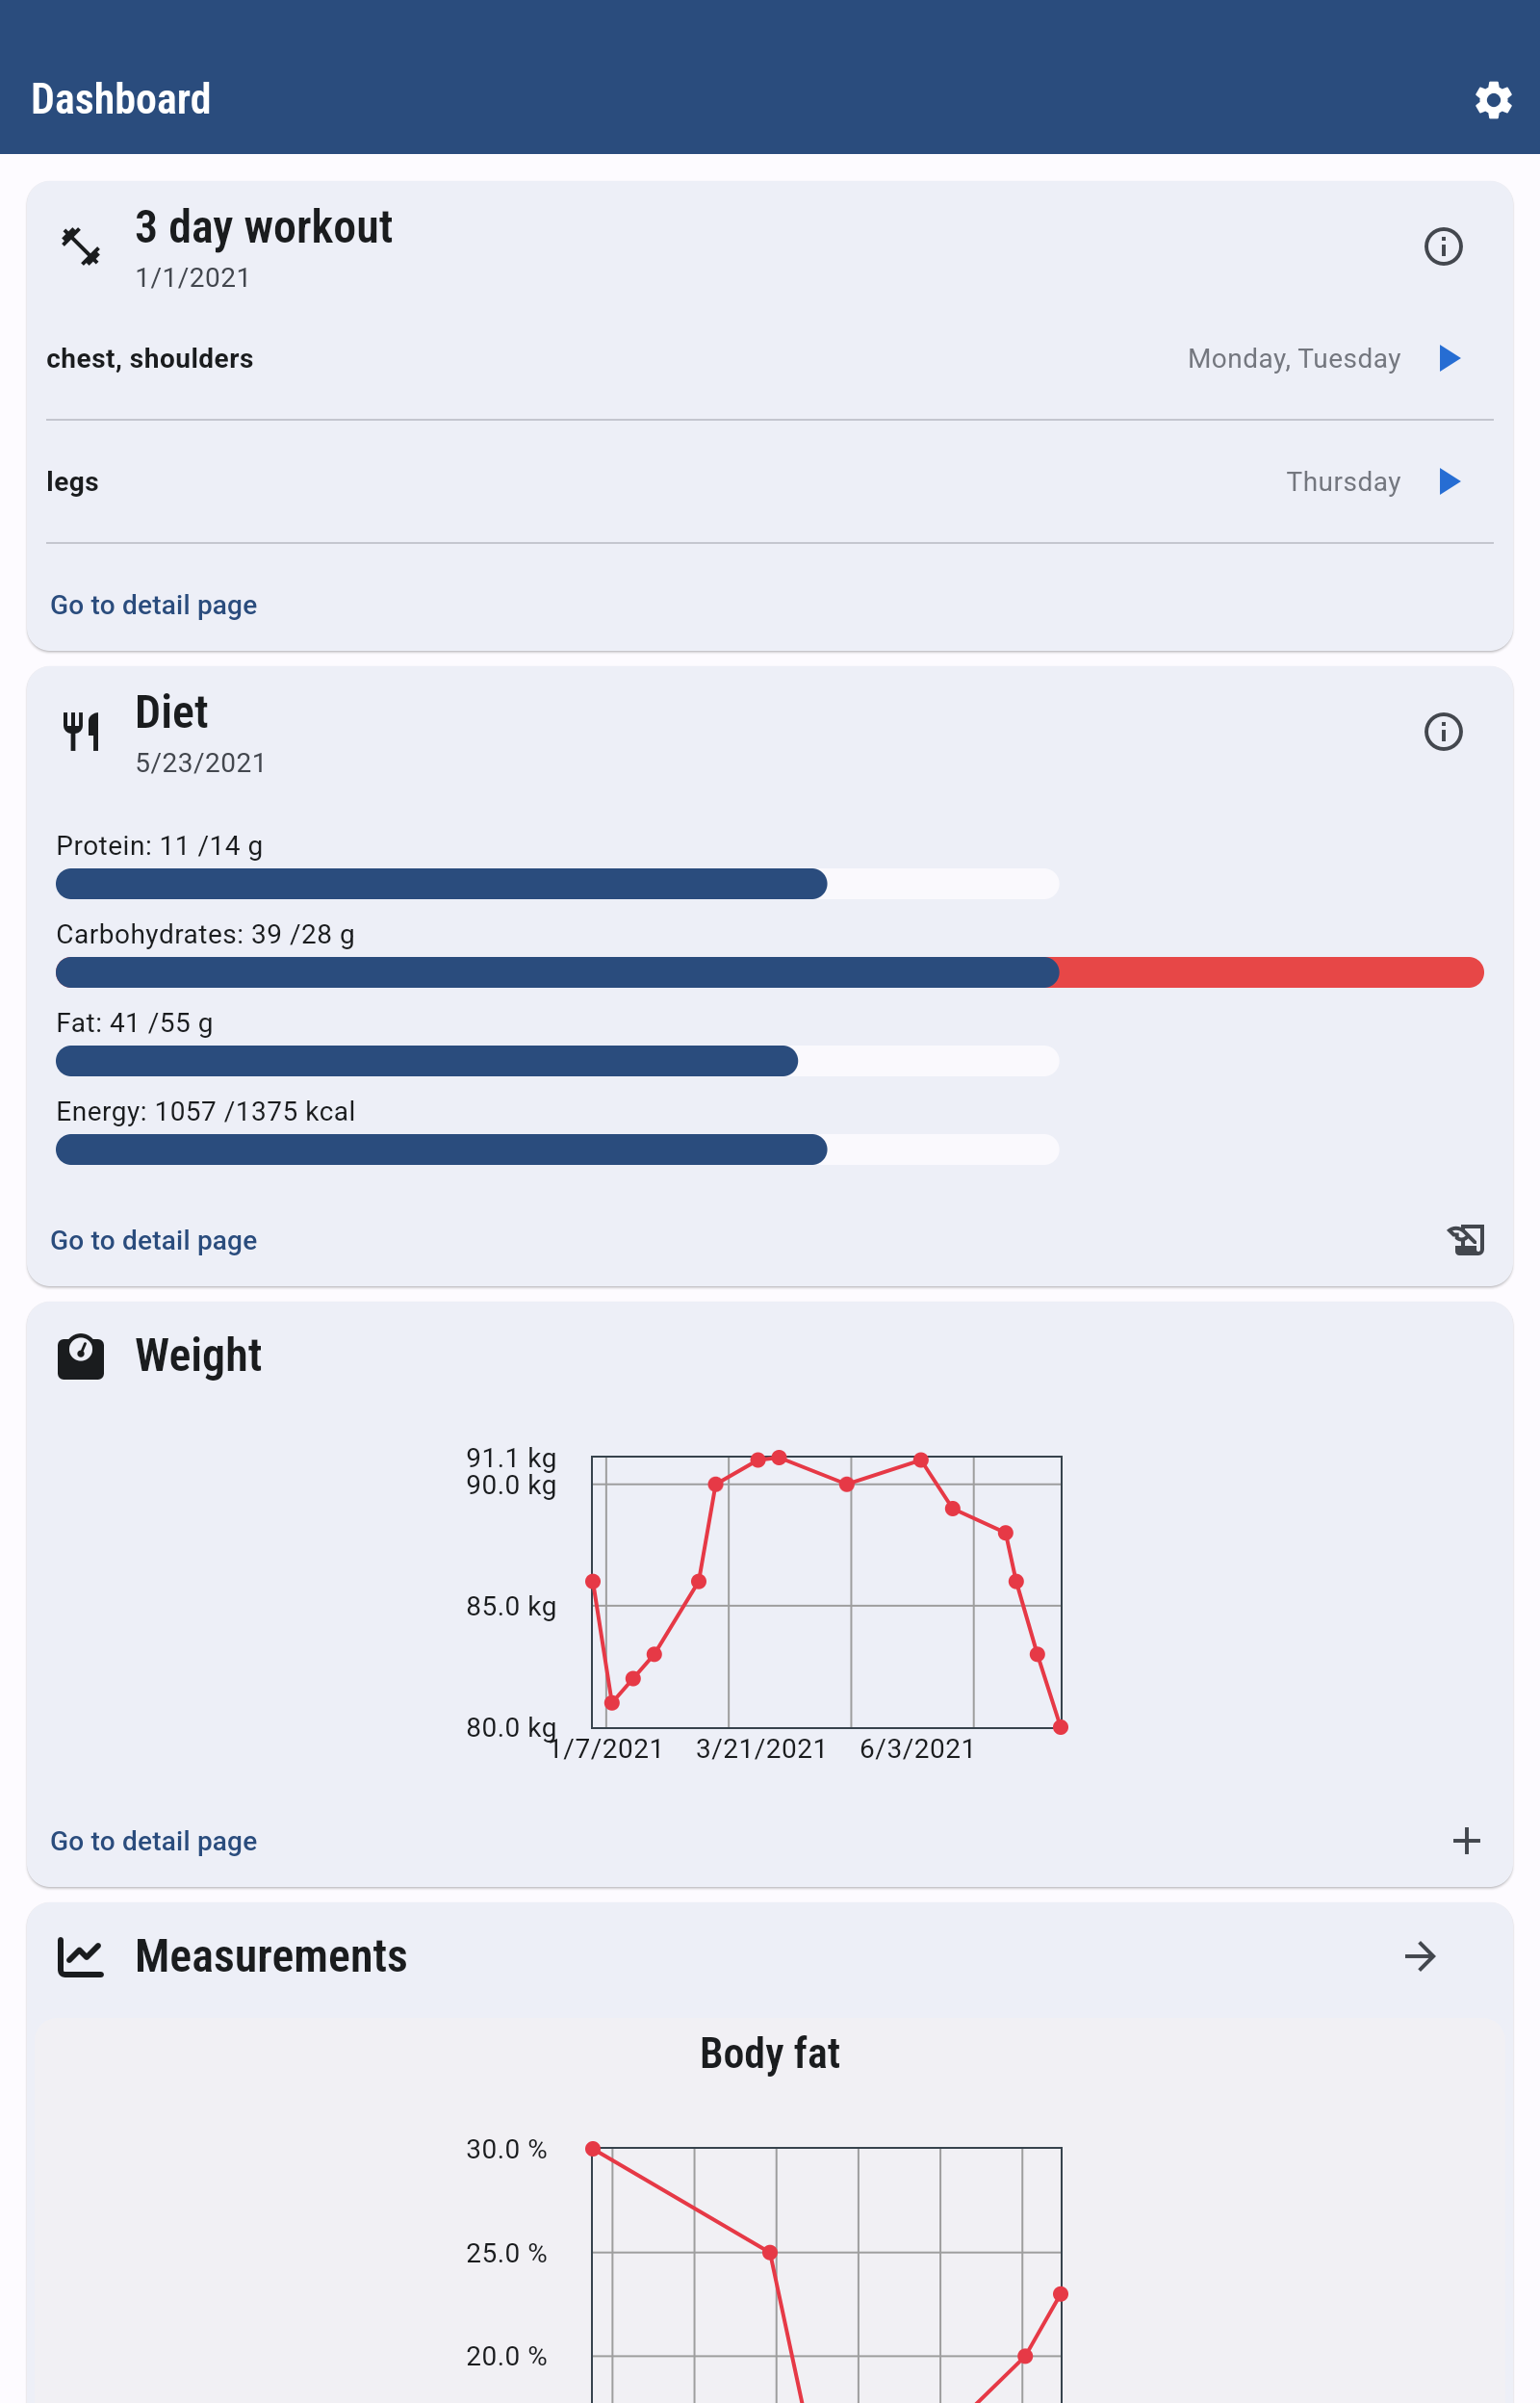 Dashboard
3 day workout
1/1/2021
chest, shoulders Monday, Tuesday
legs Thursday
Go to detail page
Diet
5/23/2021
Protein: 11 /14 g
Carbohydrates: 39 /28 g
Fat: 41 /55 g
Energy: 1057 /1375 kcal
Go to detail page
Weight
91.1 kg
90.0 kg
85.0 kg
80.0 kg
1/7/2021 3/21/2021 6/3/2021
Go to detail page
Measurements
Body fat
30.0 %
25.0 %
20.0 %